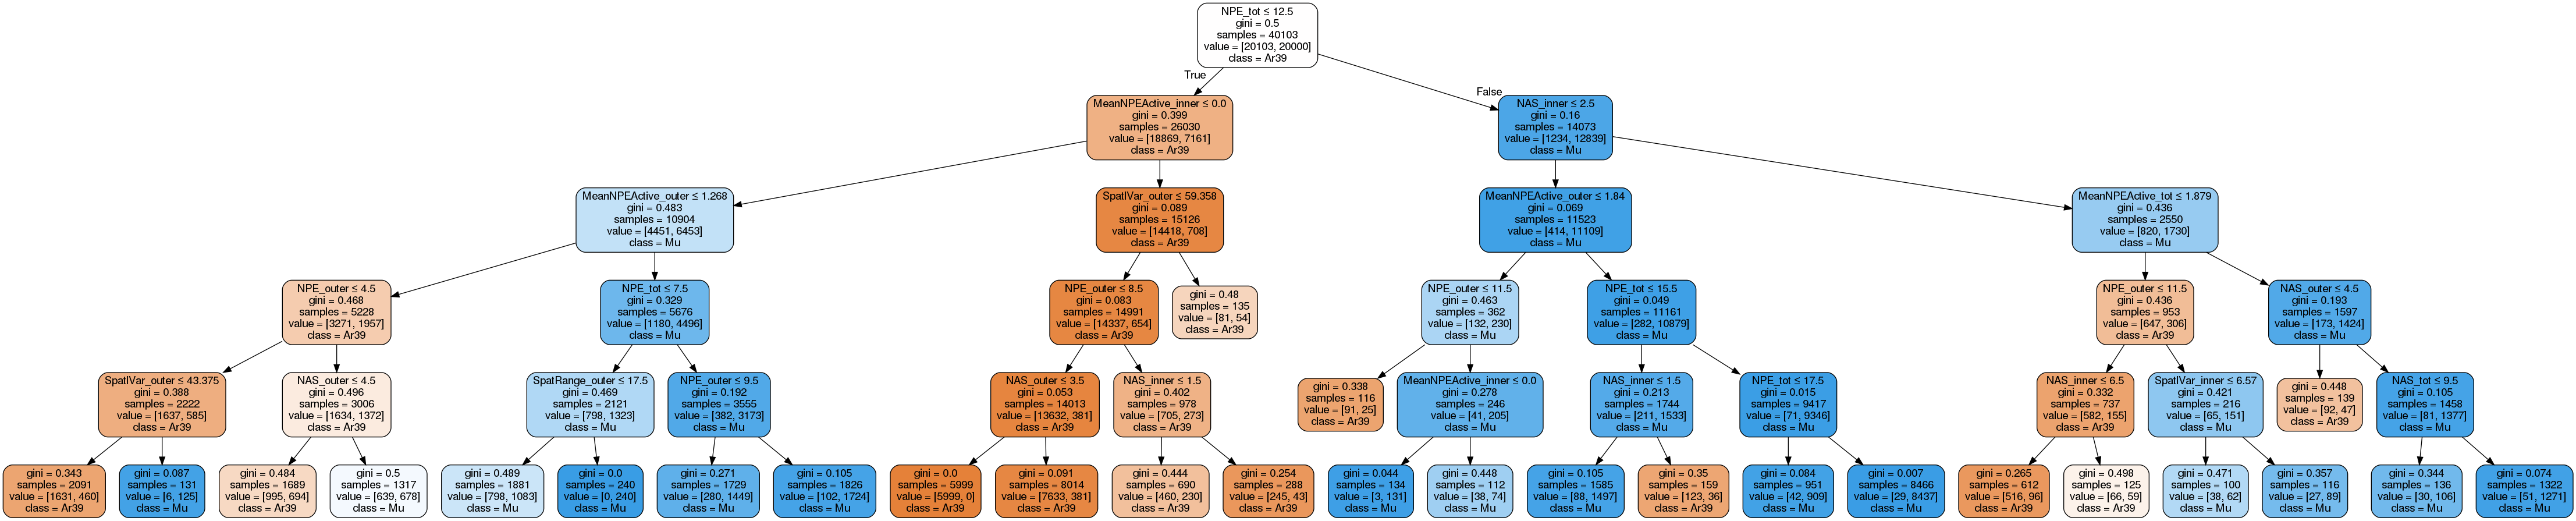 NPE_tot ≤ 12.5
gini = 0.5
samples = 40103
value = [20103, 20000]
class = Ar39
True
False
MeanNPEActive_inner ≤ 0.0
gini = 0.399
samples = 26030
value = [18869, 7161]
class = Ar39
NAS_inner ≤ 2.5
gini = 0.16
samples = 14073
value = [1234, 12839]
class = Mu
MeanNPEActive_outer ≤ 1.268
gini = 0.483
samples = 10904
value = [4451, 6453]
class = Mu
SpatlVar_outer ≤ 59.358
gini = 0.089
samples = 15126
value = [14418, 708]
class = Ar39
MeanNPEActive_outer ≤ 1.84
gini = 0.069
samples = 11523
value = [414, 11109]
class = Mu
MeanNPEActive_tot ≤ 1.879
gini = 0.436
samples = 2550
value = [820, 1730]
class = Mu
NPE_outer ≤ 4.5
gini = 0.468
samples = 5228
value = [3271, 1957]
class = Ar39
NPE_tot ≤ 7.5
gini = 0.329
samples = 5676
value = [1180, 4496]
class = Mu
NPE_outer ≤ 8.5
gini = 0.083
samples = 14991
value = [14337, 654]
class = Ar39
gini = 0.48
samples = 135
value = [81, 54]
class = Ar39
NPE_outer ≤ 11.5
gini = 0.463
samples = 362
value = [132, 230]
class = Mu
NPE_tot ≤ 15.5
gini = 0.049
samples = 11161
value = [282, 10879]
class = Mu
NPE_outer ≤ 11.5
gini = 0.436
samples = 953
value = [647, 306]
class = Ar39
NAS_outer ≤ 4.5
gini = 0.193
samples = 1597
value = [173, 1424]
class = Mu
SpatlVar_outer ≤ 43.375
gini = 0.388
samples = 2222
value = [1637, 585]
class = Ar39
NAS_outer ≤ 4.5
gini = 0.496
samples = 3006
value = [1634, 1372]
class = Ar39
SpatRange_outer ≤ 17.5
gini = 0.469
samples = 2121
value = [798, 1323]
class = Mu
NPE_outer ≤ 9.5
gini = 0.192
samples = 3555
value = [382, 3173]
class = Mu
NAS_outer ≤ 3.5
gini = 0.053
samples = 14013
value = [13632, 381]
class = Ar39
NAS_inner ≤ 1.5
gini = 0.402
samples = 978
value = [705, 273]
class = Ar39
gini = 0.338
samples = 116
value = [91, 25]
class = Ar39
MeanNPEActive_inner ≤ 0.0
gini = 0.278
samples = 246
value = [41, 205]
class = Mu
NAS_inner ≤ 1.5
gini = 0.213
samples = 1744
value = [211, 1533]
class = Mu
NPE_tot ≤ 17.5
gini = 0.015
samples = 9417
value = [71, 9346]
class = Mu
NAS_inner ≤ 6.5
gini = 0.332
samples = 737
value = [582, 155]
class = Ar39
SpatlVar_inner ≤ 6.57
gini = 0.421
samples = 216
value = [65, 151]
class = Mu
gini = 0.448
samples = 139
value = [92, 47]
class = Ar39
NAS_tot ≤ 9.5
gini = 0.105
samples = 1458
value = [81, 1377]
class = Mu
gini = 0.343
samples = 2091
value = [1631, 460]
class = Ar39
gini = 0.087
samples = 131
value = [6, 125]
class = Mu
gini = 0.484
samples = 1689
value = [995, 694]
class = Ar39
gini = 0.5
samples = 1317
value = [639, 678]
class = Mu
gini = 0.489
samples = 1881
value = [798, 1083]
class = Mu
gini = 0.0
samples = 240
value = [0, 240]
class = Mu
gini = 0.271
samples = 1729
value = [280, 1449]
class = Mu
gini = 0.105
samples = 1826
value = [102, 1724]
class = Mu
gini = 0.0
samples = 5999
value = [5999, 0]
class = Ar39
gini = 0.091
samples = 8014
value = [7633, 381]
class = Ar39
gini = 0.444
samples = 690
value = [460, 230]
class = Ar39
gini = 0.254
samples = 288
value = [245, 43]
class = Ar39
gini = 0.044
samples = 134
value = [3, 131]
class = Mu
gini = 0.448
samples = 112
value = [38, 74]
class = Mu
gini = 0.105
samples = 1585
value = [88, 1497]
class = Mu
gini = 0.35
samples = 159
value = [123, 36]
class = Ar39
gini = 0.084
samples = 951
value = [42, 909]
class = Mu
gini = 0.007
samples = 8466
value = [29, 8437]
class = Mu
gini = 0.265
samples = 612
value = [516, 96]
class = Ar39
gini = 0.498
samples = 125
value = [66, 59]
class = Ar39
gini = 0.471
samples = 100
value = [38, 62]
class = Mu
gini = 0.357
samples = 116
value = [27, 89]
class = Mu
gini = 0.344
samples = 136
value = [30, 106]
class = Mu
gini = 0.074
samples = 1322
value = [51, 1271]
class = Mu